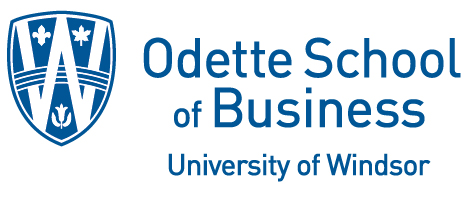 W
Odette School
of Business
University of Windsor